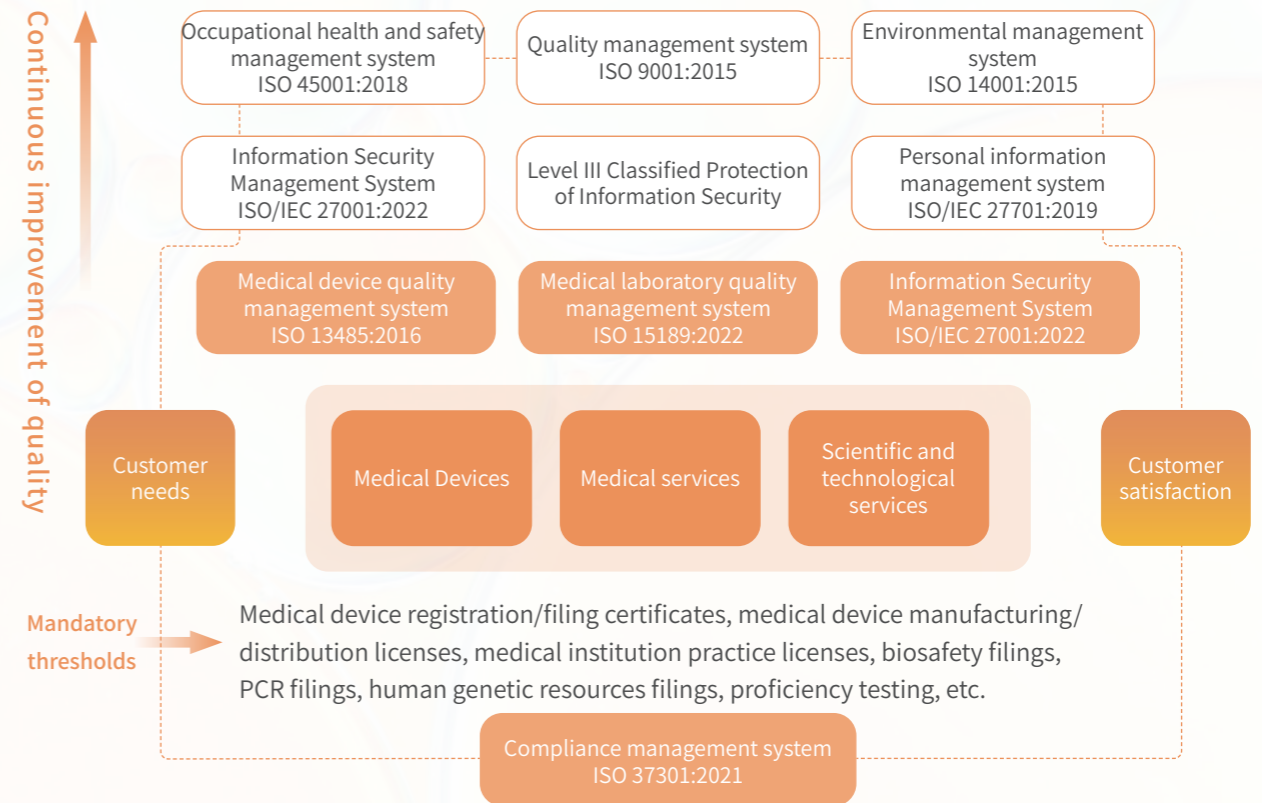 Continuous improvement of quality
Occupational health and safety
management system
ISO 45001:2018
Quality management system
ISO 9001:2015
Environmental management
system
ISO 14001:2015
Information Security
Management System
ISO/IEC 27001:2022
Level III Classified Protection
of Information Security
Personal information
management system
ISO/IEC 27701:2019
Medical device quality
management system
ISO 13485:2016
Medical laboratory quality
management system
ISO 15189:2022
Information Security
Management System
ISO/IEC 27001:2022
Customer
needs
Medical Devices
Medical services
Scientific and
technological
services
Customer
satisfaction
Mandatory
thresholds
Medical device registration/filing certificates, medical device manufacturing/
distribution licenses, medical institution practice licenses, biosafety filings,
PCR filings, human genetic resources filings, proficiency testing, etc.
Compliance management system
ISO 37301:2021